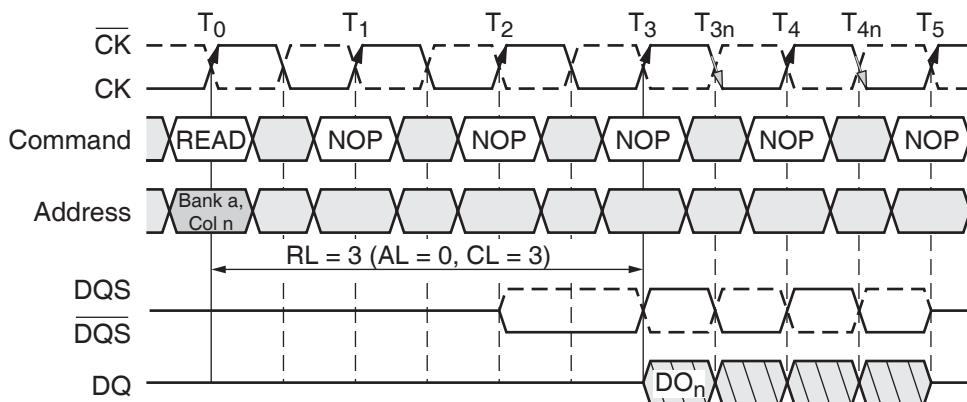 T0 T1 T2 T3 T3n T4 T4n T5
CK
CK
Command READ NOP NOP NOP NOP NOP
Address Bank a,
Col n
RL = 3 (AL = 0, CL = 3)
DQS
DQS
DQ DOn